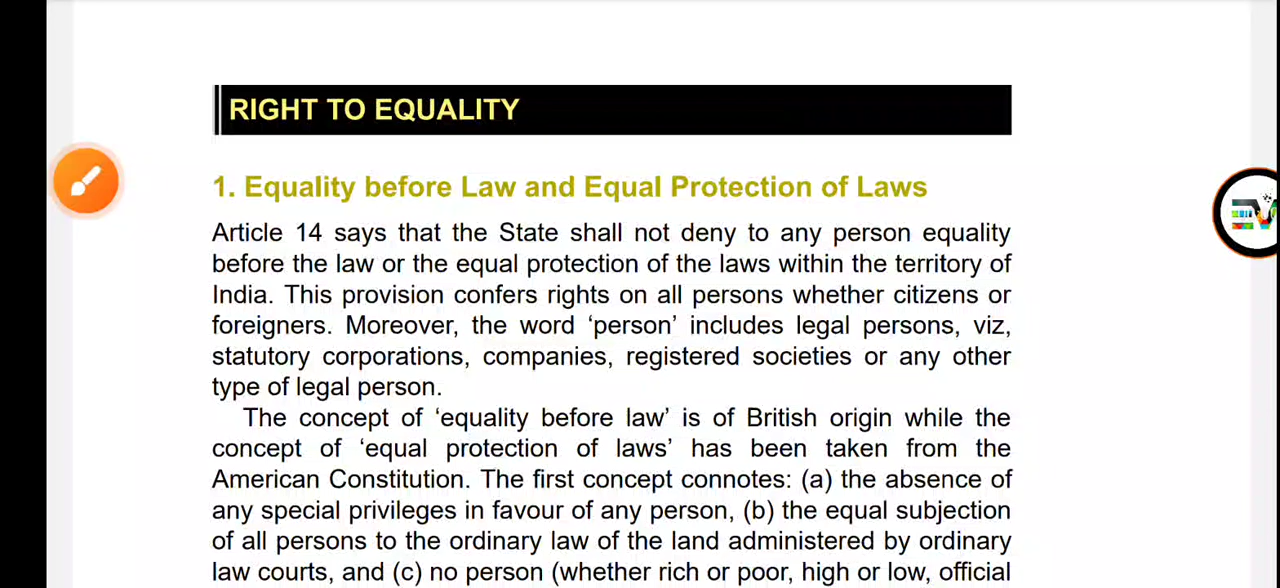 RIGHT TO EQUALITY
1. Equality before Law and Equal Protection of Laws
Article 14 says that the State shall not deny to any person equality
before the law or the equal protection of the laws within the territory of
India. This provision confers rights on all persons whether citizens or
foreigners. Moreover, the word ‘person’ includes legal persons, viz,
statutory corporations, companies, registered societies or any other
type of legal person.
The concept of ‘equality before law’ is of British origin while the
concept of ‘equal protection of laws’ has been taken from the
American Constitution. The first concept connotes: (a) the absence of
any special privileges in favour of any person, (b) the equal subjection
of all persons to the ordinary law of the land administered by ordinary
law courts, and (c) no person (whether rich or poor, high or low, official